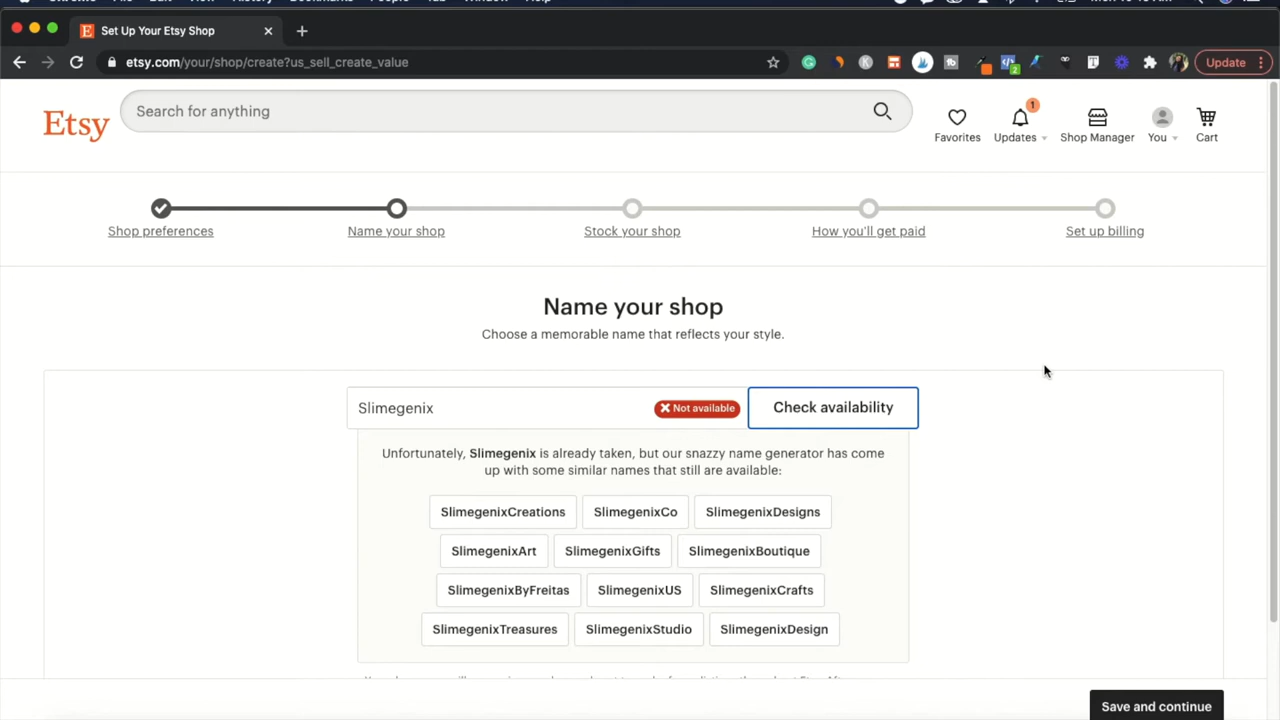 Set Up Your Etsy Shop
etsy.com/your/shop/create?us_sell_create_value
Update
2
Etsy
Search for anything
1
Favorites
Updates
Shop Manager
You
Cart
Shop preferences
Name your shop
Stock your shop
How you'll get paid
Set up billing
Name your shop
Choose a memorable name that reflects your style.
Slimegenix
Not available
Check availability
Unfortunately, Slimegenix is already taken, but our snazzy name generator has come
up with some similar names that still are available:
SlimegenixCreations
SlimegenixCo
SlimegenixDesigns
SlimegenixArt
SlimegenixGifts
SlimegenixBoutique
SlimegenixByFreitas
SlimegenixUS
SlimegenixCrafts
SlimegenixTreasures
SlimegenixStudio
SlimegenixDesign
Save and continue